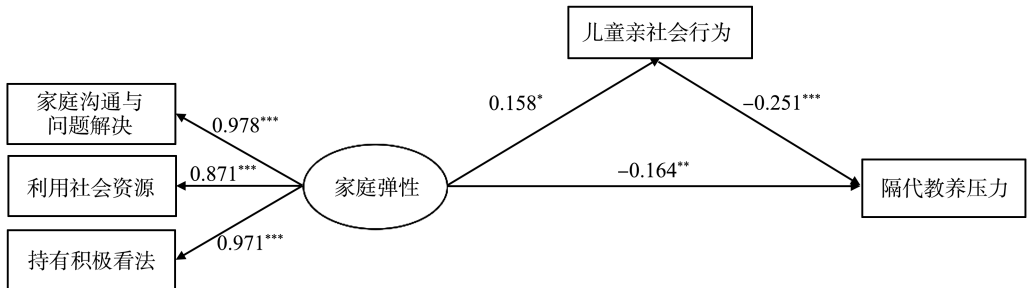 儿童亲社会行为
家庭沟通与
问题解决
0.978***
0.158*
−0.251***
利用社会资源
0.871***
家庭弹性
−0.164**
隔代教养压力
持有积极看法
0.971***